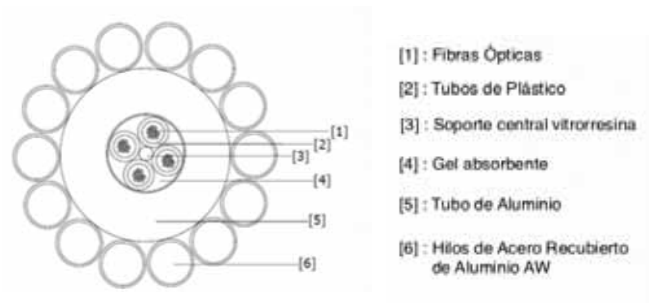 [1]
[2]
[3]
[4]
[5]
[6]
[1] : Fibras Ópticas
[2] : Tubos de Plástico
[3] : Soporte central vitrorresina
[4] : Gel absorbente
[5] : Tubo de Aluminio
[6] : Hilos de Acero Recubierto
de Aluminio AW